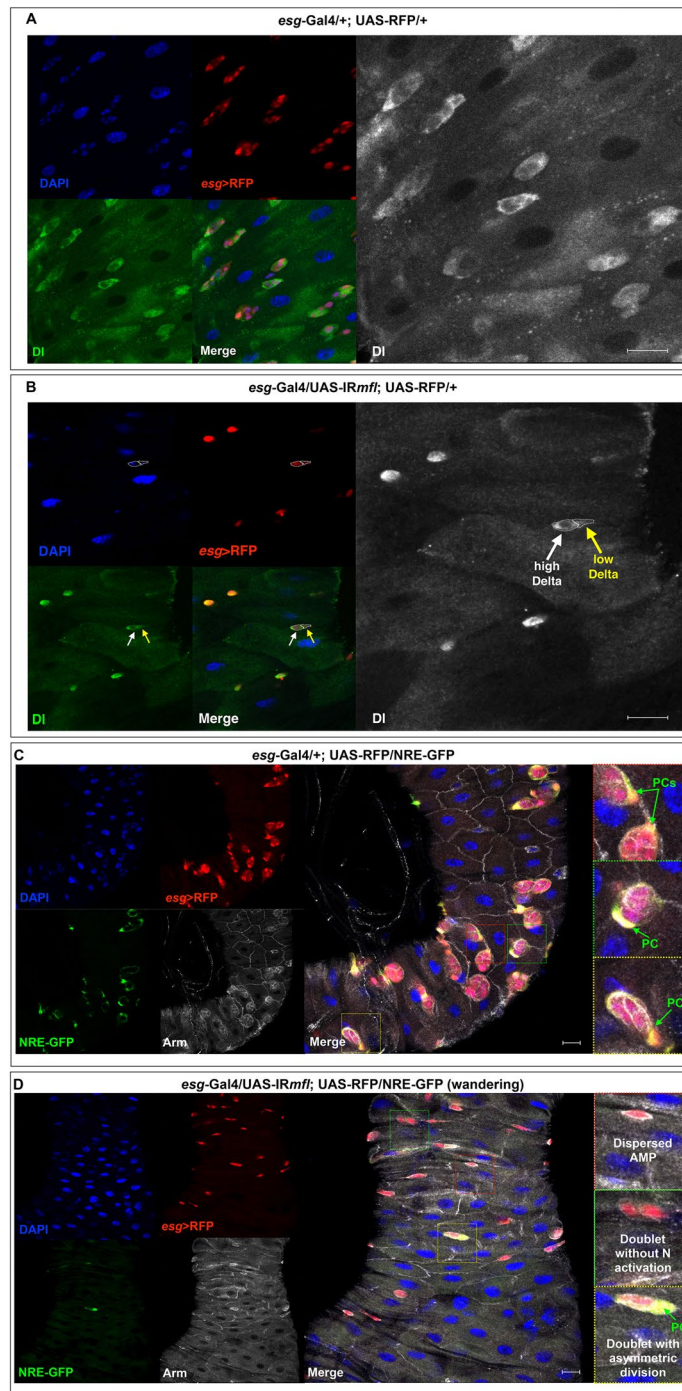 A
esg-Gal4/+; UAS-RFP/+
DAPI
esg>RFP
Dl
Merge
Dl
B
esg-Gal4/UAS-IRmfl; UAS-RFP/+
DAPI
esg>RFP
high
Delta
low
Delta
Dl
Merge
Dl
C
esg-Gal4/+; UAS-RFP/NRE-GFP
PCs
DAPI
esg>RFP
PC
PC
NRE-GFP
Arm
Merge
D
esg-Gal4/UAS-IRmfl; UAS-RFP/NRE-GFP (wandering)
Dispersed
AMP
DAPI
esg>RFP
Doublet
without N
activation
PC
NRE-GFP
Arm
Merge
Doublet with
asymmetric
division